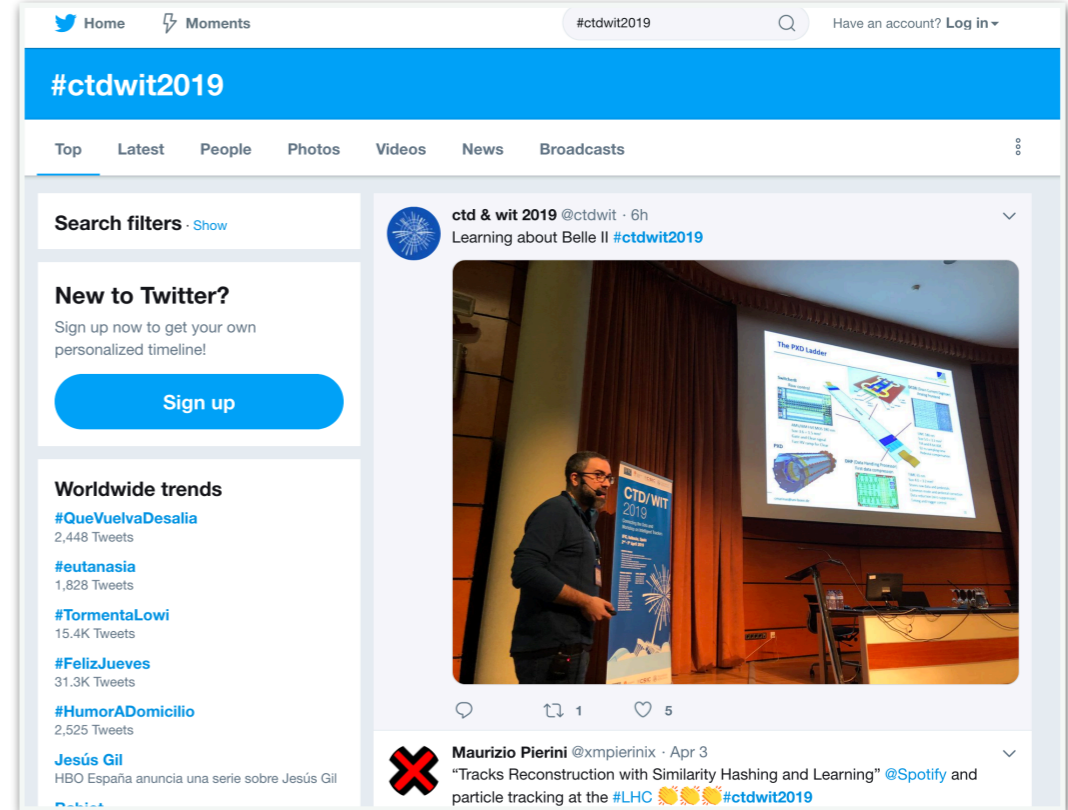 Home Moments #ctdwit2019 Have an account? Log in
#ctdwit2019
Top Latest People Photos Videos News Broadcasts
Search filters · Show
New to Twitter?
Sign up now to get your own
personalized timeline!
Sign up
Worldwide trends
#QueVuelvaDesalia
2,448 Tweets
#eutanasia
1,828 Tweets
#TormentaLowi
15.4K Tweets
#FelizJueves
31.3K Tweets
#HumorADomicilio
2,525 Tweets
Jesús Gil
HBO España anuncia una serie sobre Jesús Gil
ctd & wit 2019 @ctdwit · 6h
Learning about Belle II #ctdwit2019
The PXD Ladder
PXD
CTD/WIT
2019
1 5
Maurizio Pierini @xmpierinix · Apr 3
“Tracks Reconstruction with Similarity Hashing and Learning” @Spotify and
particle tracking at the #LHC 👏👏👏#ctdwit2019